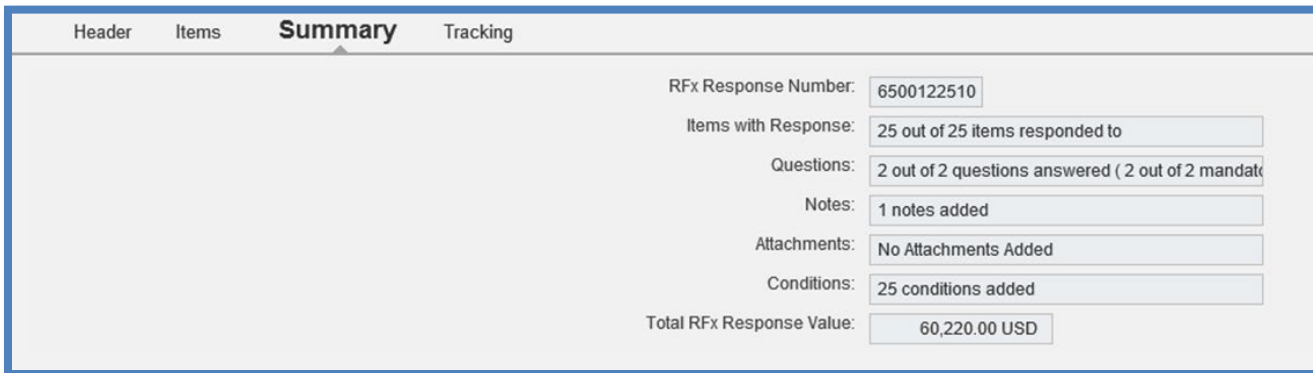 Header Items Summary Tracking
RFx Response Number: 6500122510
Items with Response: 25 out of 25 items responded to
Questions: 2 out of 2 questions answered ( 2 out of 2 mandato
Notes: 1 notes added
Attachments: No Attachments Added
Conditions: 25 conditions added
Total RFx Response Value: 60,220.00 USD